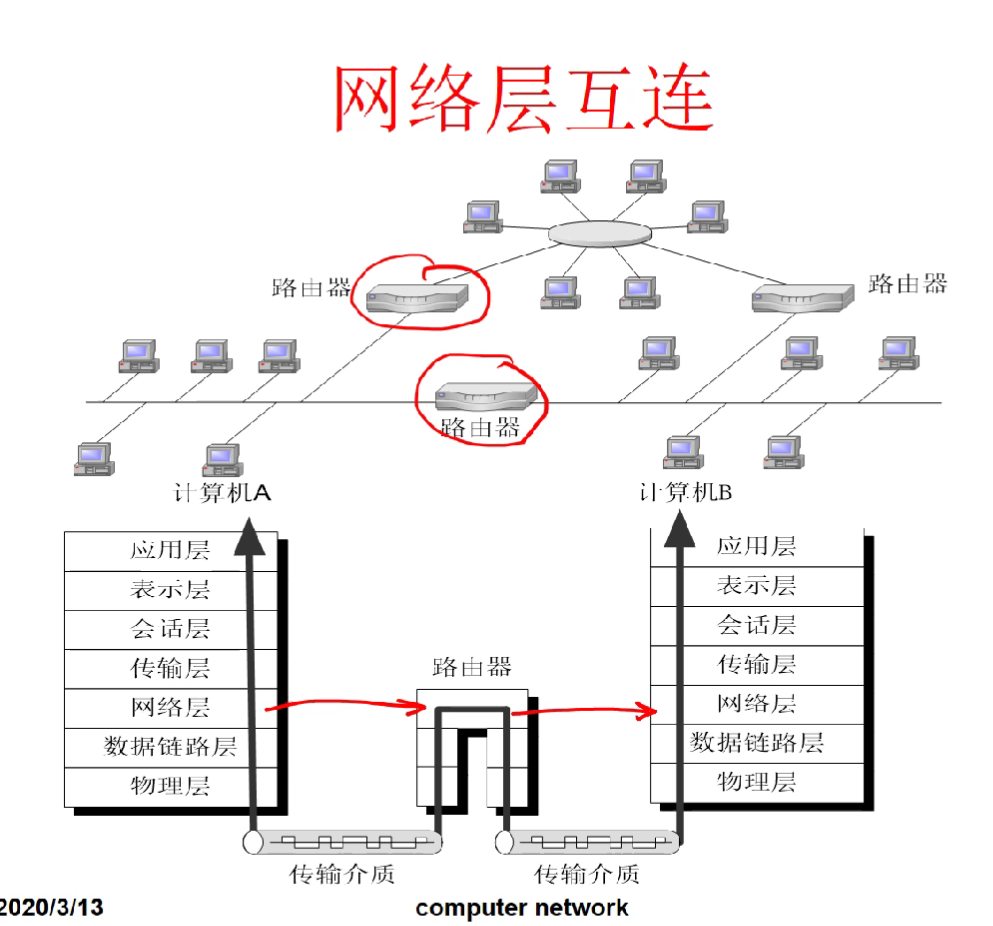 网络层互连
路由器
路由器
路由器
计算机A
计算机B
应用层
表示层
会话层
传输层
网络层
数据链路层
物理层
路由器
应用层
表示层
会话层
传输层
网络层
数据链路层
物理层
传输介质
传输介质
2020/3/13
computer network